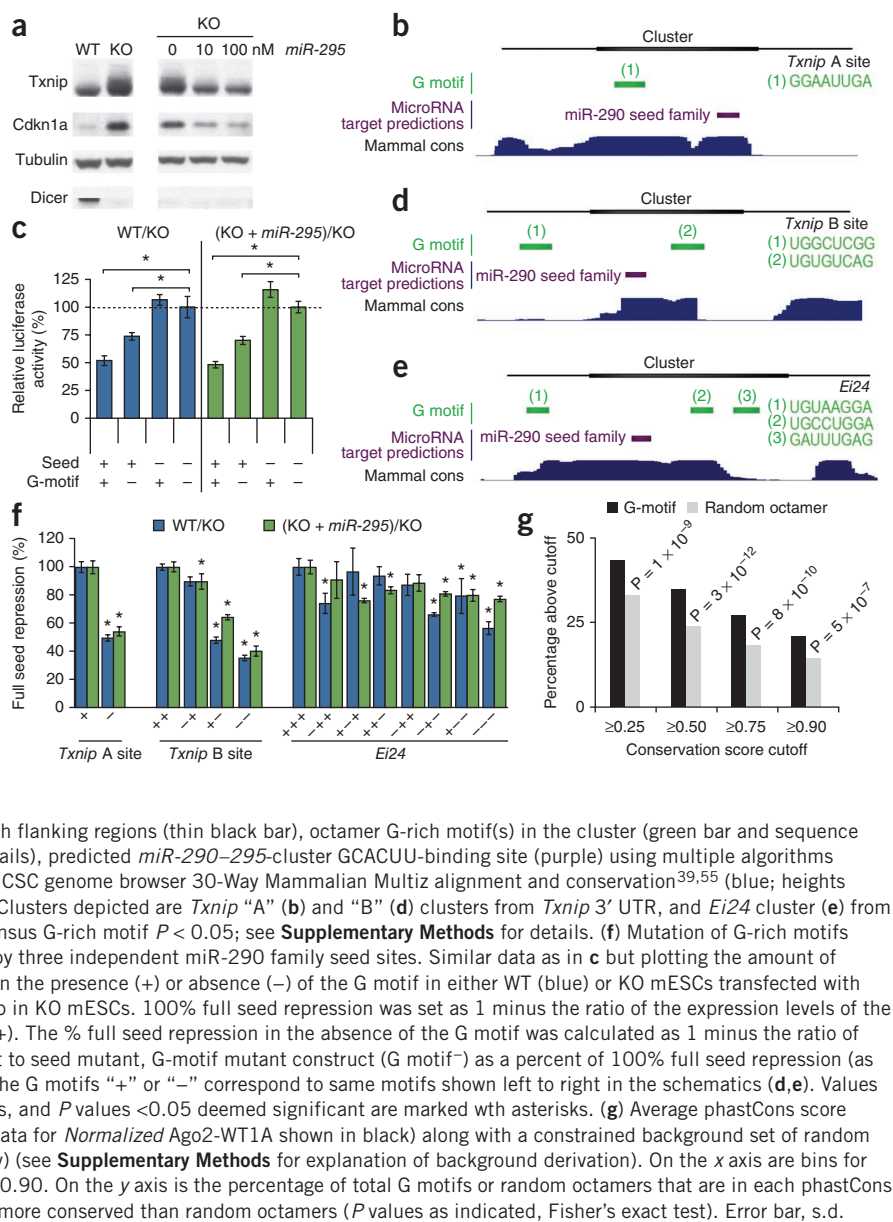 a
KO
WT KO 0 10 100 nM miR-295
Txnip
Cdkn1a
Tubulin
Dicer
b
Cluster
Txnip A site
G motif
(1)
(1) GGAAUUGA
MicroRNA
target predictions
miR-290 seed family
Mammal cons
c
WT/KO
(KO + miR-295)/KO
*
*
*
*
Relative luciferase
activity (%)
125
100
75
50
25
0
Seed + + – – + + – –
G-motif + – + – + – + –
d
Cluster
Txnip B site
G motif
(1)
(2)
(1) UGGCUCGG
(2) UGUGUCAG
MicroRNA
target predictions
miR-290 seed family
Mammal cons
e
Cluster
Ei24
G motif
(1)
(2)
(3)
(1) UGUAAGGA
(2) UGCCUGGA
(3) GAUUUGAG
MicroRNA
target predictions
miR-290 seed family
Mammal cons
f
WT/KO
(KO + miR-295)/KO
Full seed repression (%)
120
100
80
60
40
20
0
* * * * * * * * * * * * * * *
+ – ++ –+ +– –– +++ –++ +–+ ++– ––+ –+– +–– –––
Txnip A site
Txnip B site
Ei24
g
G-motif
Random octamer
Percentage above cutoff
50
25
0
P = 1 × 10–9
P = 3 × 10–12
P = 8 × 10–10
P = 5 × 10–7
≥0.25 ≥0.50 ≥0.75 ≥0.90
Conservation score cutoff
h flanking regions (thin black bar), octamer G-rich motif(s) in the cluster (green bar and sequence
ails), predicted miR-290–295-cluster GCACUU-binding site (purple) using multiple algorithms
CSC genome browser 30-Way Mammalian Multiz alignment and conservation39,55 (blue; heights
Clusters depicted are Txnip “A” (b) and “B” (d) clusters from Txnip 3′ UTR, and Ei24 cluster (e) from
ensus G-rich motif P < 0.05; see Supplementary Methods for details. (f) Mutation of G-rich motifs
by three independent miR-290 family seed sites. Similar data as in c but plotting the amount of
n the presence (+) or absence (–) of the G motif in either WT (blue) or KO mESCs transfected with
o in KO mESCs. 100% full seed repression was set as 1 minus the ratio of the expression levels of the
+). The % full seed repression in the absence of the G motif was calculated as 1 minus the ratio of
t to seed mutant, G-motif mutant construct (G motif–) as a percent of 100% full seed repression (as
he G motifs “+” or “–” correspond to same motifs shown left to right in the schematics (d,e). Values
s, and P values <0.05 deemed significant are marked wth asterisks. (g) Average phastCons score
ata for Normalized Ago2-WT1A shown in black) along with a constrained background set of random
y) (see Supplementary Methods for explanation of background derivation). On the x axis are bins for
0.90. On the y axis is the percentage of total G motifs or random octamers that are in each phastCons
more conserved than random octamers (P values as indicated, Fisher’s exact test). Error bar, s.d.